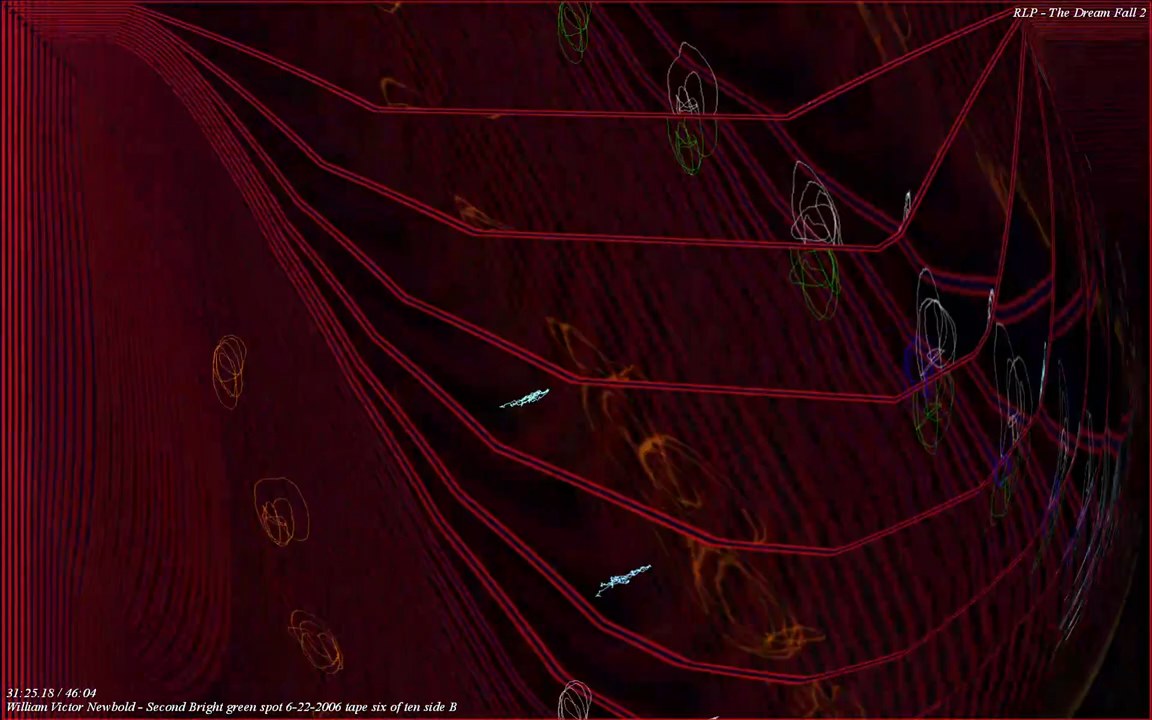 RLP - The Dream Fall 2
31:25.18 / 46:04
William Victor Newbold - Second Bright green spot 6-22-2006 tape six of ten side B